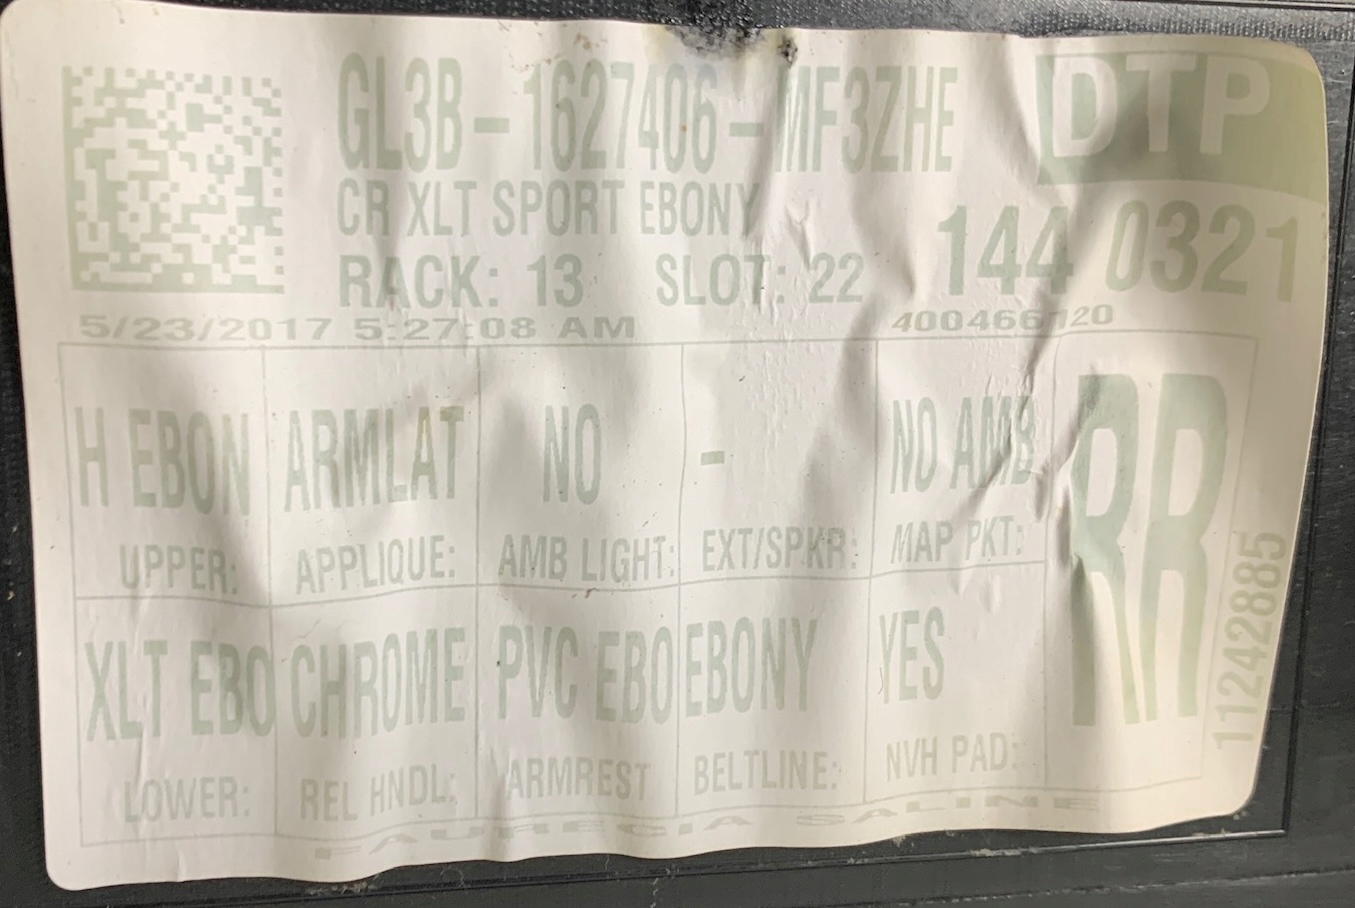 GL3B-1627406-MF3ZHE
DTP
CR XLT SPORT EBONY
144 0321
RACK: 13 SLOT: 22
5/23/2017 5:27:08 AM
H EBON ARMLAT NO - NO AMB
UPPER: APPLIQUE: AMB LIGHT: EXT/SPKR: MAP PKT:
RR
XLT EBO CHROME PVC EBO EBONY YES
LOWER: REL HNDL: ARMREST BELTLINE: NVH PAD:
11242885
FAURECIA SALINE